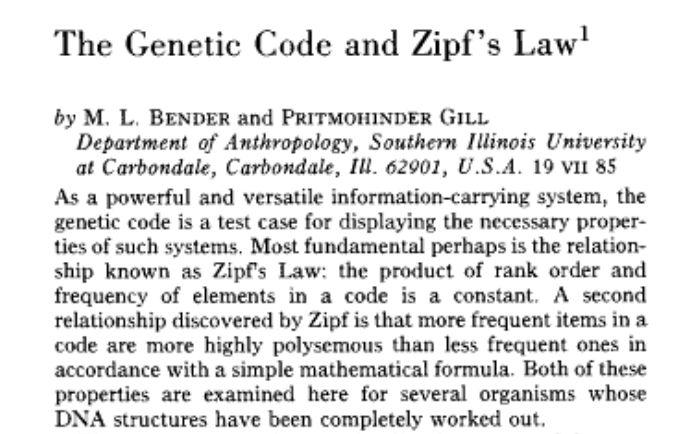 The Genetic Code and Zipf's Law¹
by M. L. BENDER and PRITMOHINDER GILL
Department of Anthropology, Southern Illinois University
at Carbondale, Carbondale, Ill. 62901, U.S.A. 19 VII 85
As a powerful and versatile information-carrying system, the
genetic code is a test case for displaying the necessary proper-
ties of such systems. Most fundamental perhaps is the relation-
ship known as Zipf's Law: the product of rank order and
frequency of elements in a code is a constant. A second
relationship discovered by Zipf is that more frequent items in a
code are more highly polysemous than less frequent ones in
accordance with a simple mathematical formula. Both of these
properties are examined here for several organisms whose
DNA structures have been completely worked out.